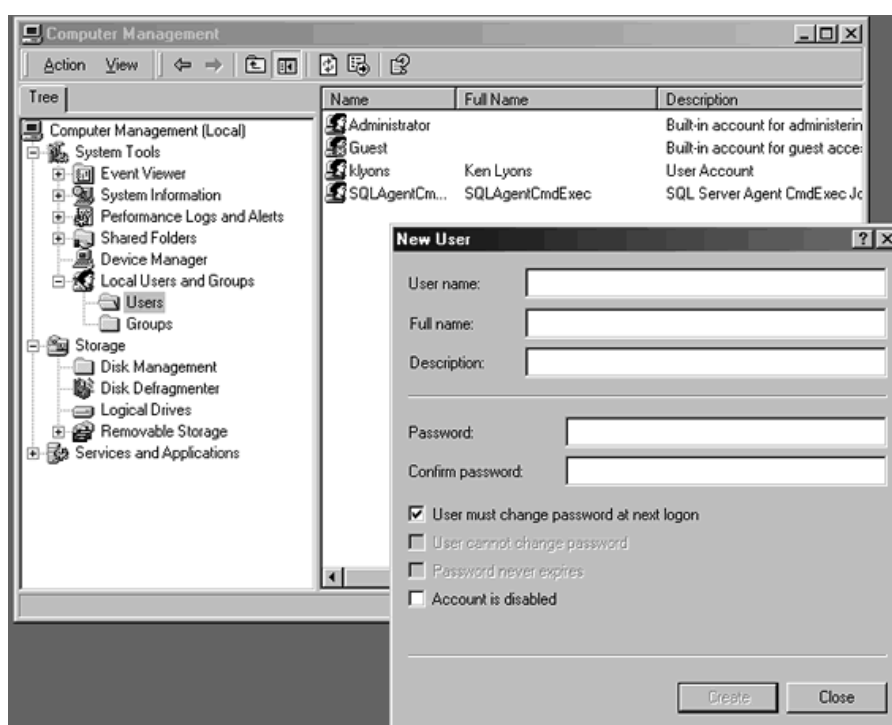 Computer Management
Action View
Tree
Name Full Name Description
Computer Management (Local)
System Tools
Event Viewer
System Information
Performance Logs and Alerts
Shared Folders
Device Manager
Local Users and Groups
Users
Groups
Storage
Disk Management
Disk Defragmenter
Logical Drives
Removable Storage
Services and Applications
Administrator Built-in account for administerin
Guest Built-in account for guest acce
klyons Ken Lyons User Account
SQLAgentCm... SQLAgentCmdExec SQL Server Agent CmdExec Jo
New User
User name:
Full name:
Description:
Password:
Confirm password:
User must change password at next logon
User cannot change password
Password never expires
Account is disabled
Create Close